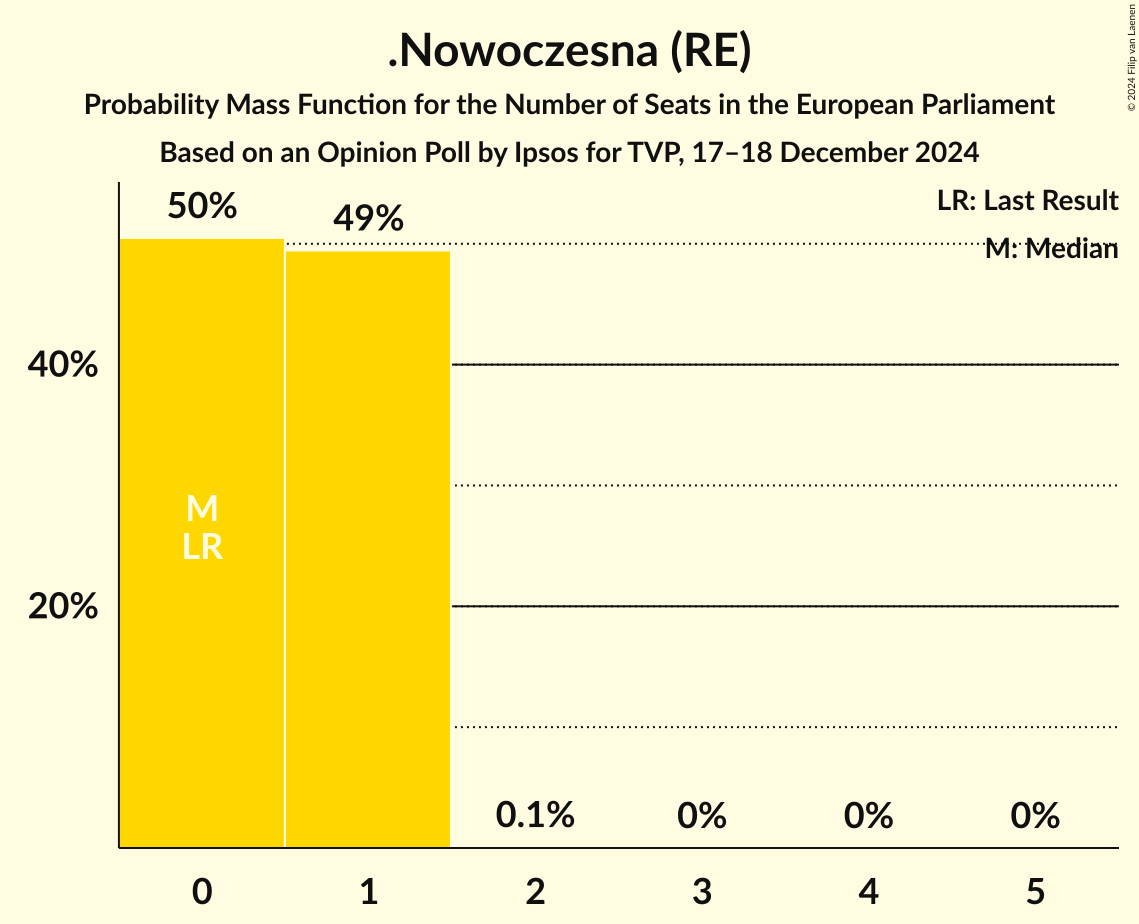 .Nowoczesna (RE)
Probability Mass Function for the Number of Seats in the European Parliament
Based on an Opinion Poll by Ipsos for TVP, 17–18 December 2024
© 2024 Filip van Laenen
LR: Last Result
M: Median
50%
49%
40%
M
LR
20%
0.1%
0%
0%
0%
0
1
2
3
4
5